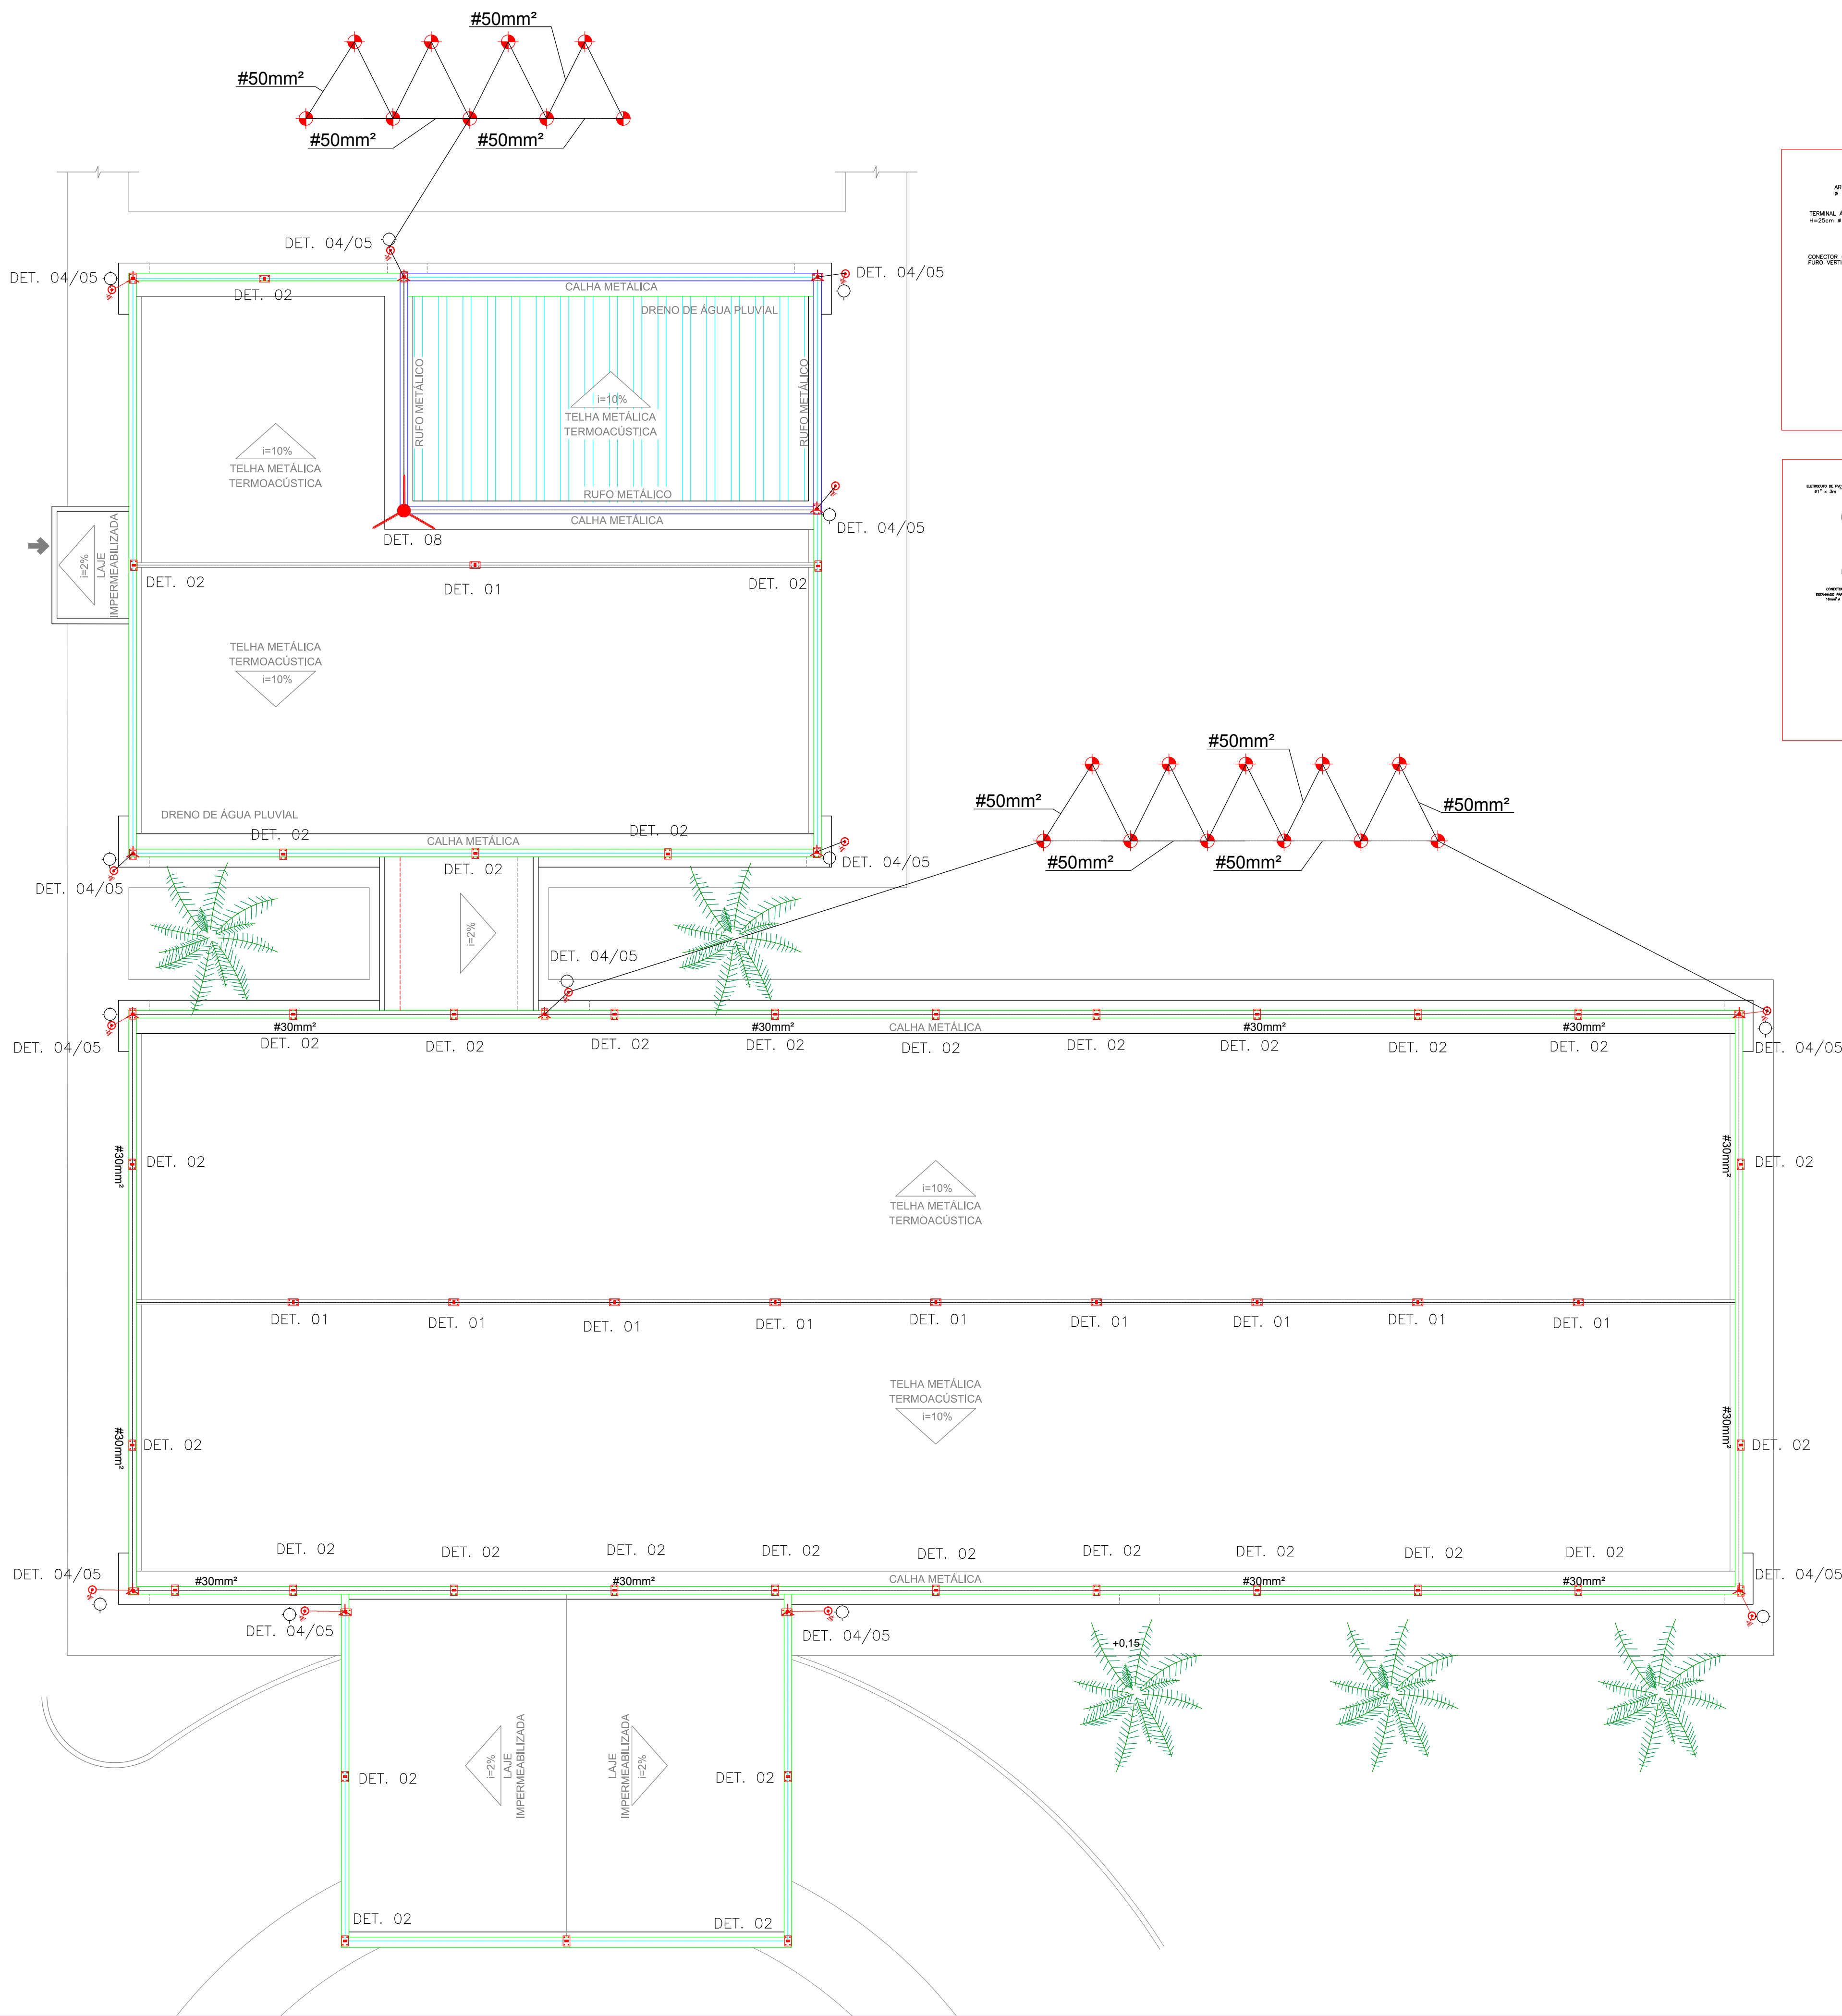 #50mm²
#50mm²
#50mm²
#50mm²
DET. 04/05
DET. 04/05
DET. 04/05
DET. 02
CALHA METÁLICA
DRENO DE ÁGUA PLUVIAL
RUFO METÁLICO
RUFO METÁLICO
i=10%
TELHA METÁLICA
TERMOACÚSTICA
i=10%
TELHA METÁLICA
TERMOACÚSTICA
RUFO METÁLICO
CALHA METÁLICA
DET. 04/05
DET. 08
i=2%
LAJE
IMPERMEABILIZADA
DET. 02
DET. 01
DET. 02
TELHA METÁLICA
TERMOACÚSTICA
i=10%
DRENO DE ÁGUA PLUVIAL
DET. 02
CALHA METÁLICA
DET. 02
DET. 02
DET. 04/05
DET. 04/05
i=2%
#50mm²
#50mm²
#50mm²
#50mm²
#50mm²
DET. 04/05
DET. 04/05
DET. 04/05
#30mm²
#30mm²
CALHA METÁLICA
#30mm²
#30mm²
DET. 02
DET. 02
DET. 02
DET. 02
DET. 02
DET. 02
DET. 02
DET. 02
DET. 02
#30mm²
DET. 02
#30mm²
DET. 02
i=10%
TELHA METÁLICA
TERMOACÚSTICA
DET. 01
DET. 01
DET. 01
DET. 01
DET. 01
DET. 01
DET. 01
DET. 01
DET. 01
TELHA METÁLICA
TERMOACÚSTICA
i=10%
#30mm²
DET. 02
#30mm²
DET. 02
DET. 02
DET. 02
DET. 02
DET. 02
DET. 02
DET. 02
DET. 02
DET. 02
DET. 02
DET. 04/05
#30mm²
#30mm²
CALHA METÁLICA
#30mm²
#30mm²
DET. 04/05
DET. 04/05
DET. 04/05
+0,15
i=2%
LAJE
IMPERMEABILIZADA
LAJE
IMPERMEABILIZADA
i=2%
DET. 02
DET. 02
DET. 02
DET. 02
TERMINAL
H=25cm ø
CONECTOR
FURO VERTI
ELETRODUTO DE PVC
ø1" x 3m